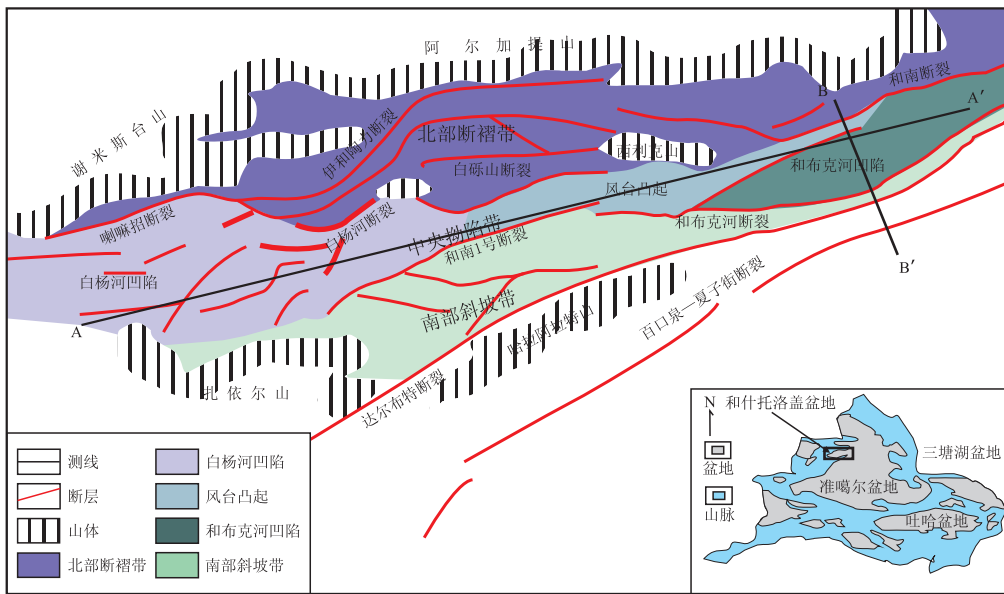 阿尔加提山
谢米斯台山
和南断裂
B
A′
伊和陶力断裂
北部断褶带
西利克山
白砾山断裂
和布克河凹陷
风台凸起
喇嘛招断裂
白杨河断裂
中央拗陷带
和南1号断裂
和布克河断裂
白杨河凹陷
B′
A
南部斜坡带
哈拉阿拉特山
百口泉—夏子街断裂
扎依尔山
达尔布特断裂
测线
断层
山体
北部断褶带
白杨河凹陷
风台凸起
和布克河凹陷
南部斜坡带
N
和什托洛盖盆地
盆地
山脉
三塘湖盆地
准噶尔盆地
吐哈盆地